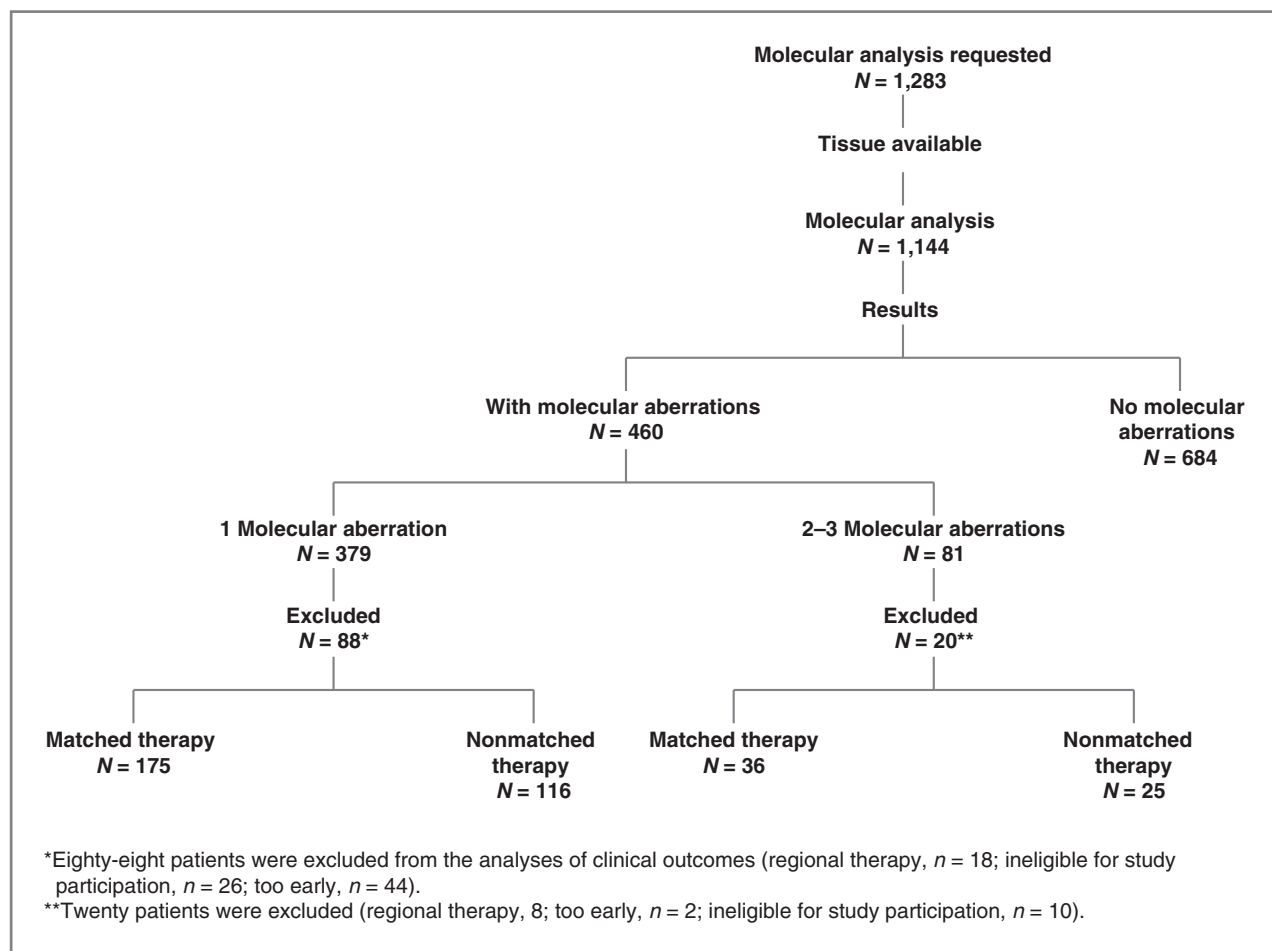 Molecular analysis requested
N = 1,283
Tissue available
Molecular analysis
N = 1,144
Results
With molecular aberrations
N = 460
No molecular
aberrations
N = 684
1 Molecular aberration
N = 379
2–3 Molecular aberrations
N = 81
Excluded
N = 88*
Excluded
N = 20**
Matched therapy
N = 175
Nonmatched
therapy
N = 116
Matched therapy
N = 36
Nonmatched
therapy
N = 25
*Eighty-eight patients were excluded from the analyses of clinical outcomes (regional therapy, n = 18; ineligible for study
participation, n = 26; too early, n = 44).
**Twenty patients were excluded (regional therapy, 8; too early, n = 2; ineligible for study participation, n = 10).